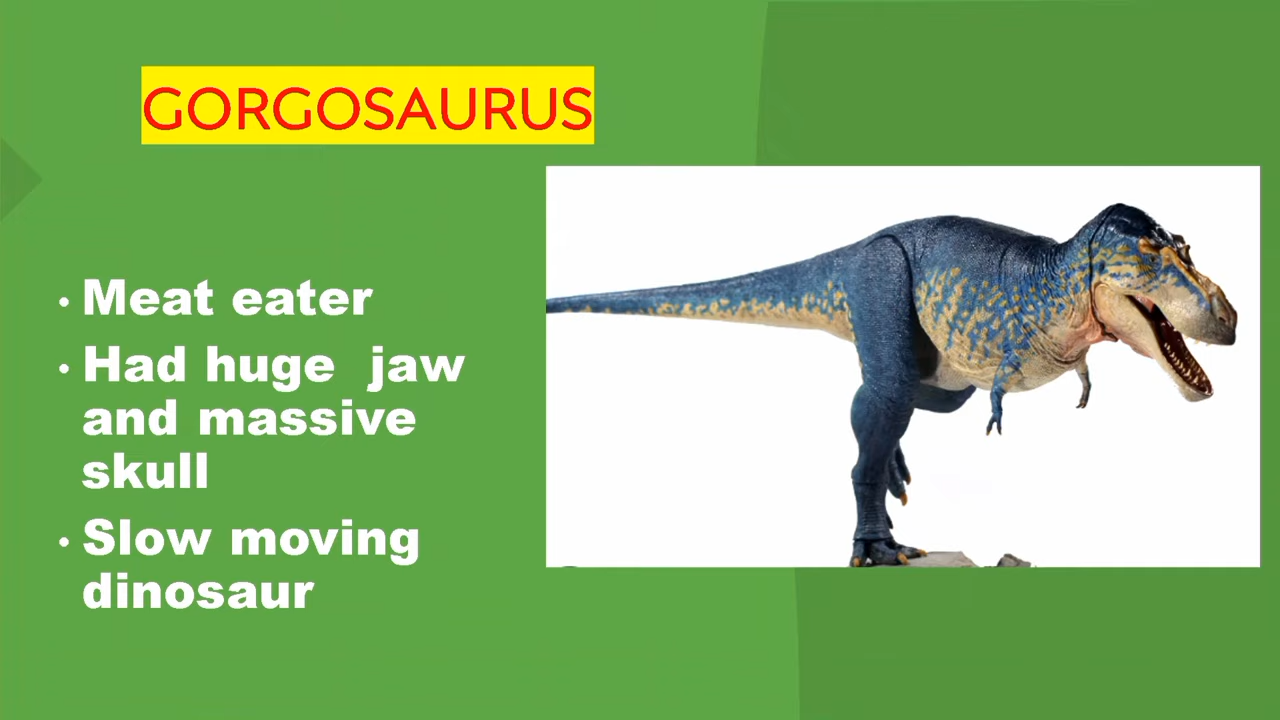 GORGOSAURUS
• Meat eater
• Had huge  jaw
and massive
skull
• Slow moving
dinosaur